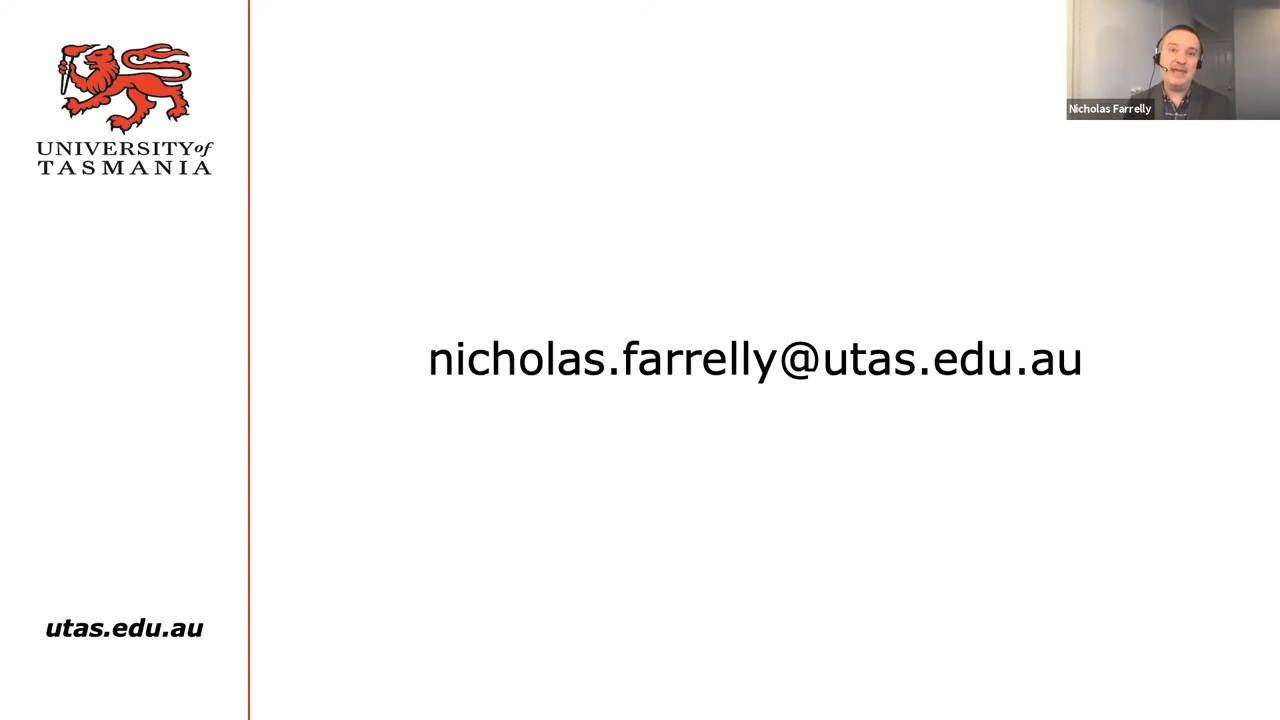 UNIVERSITY of
TASMANIA
Nicholas Farrelly
nicholas.farrelly@utas.edu.au
utas.edu.au